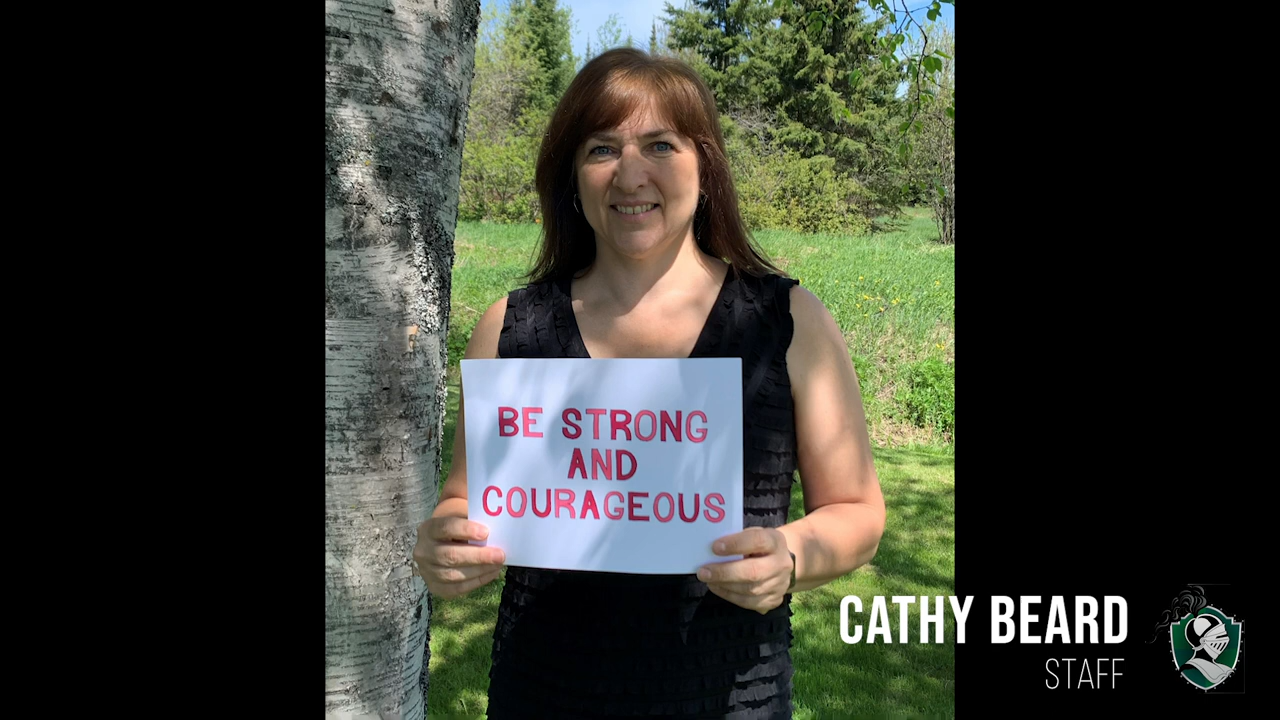 BE STRONG
AND
COURAGEOUS
CATHY BEARD
STAFF